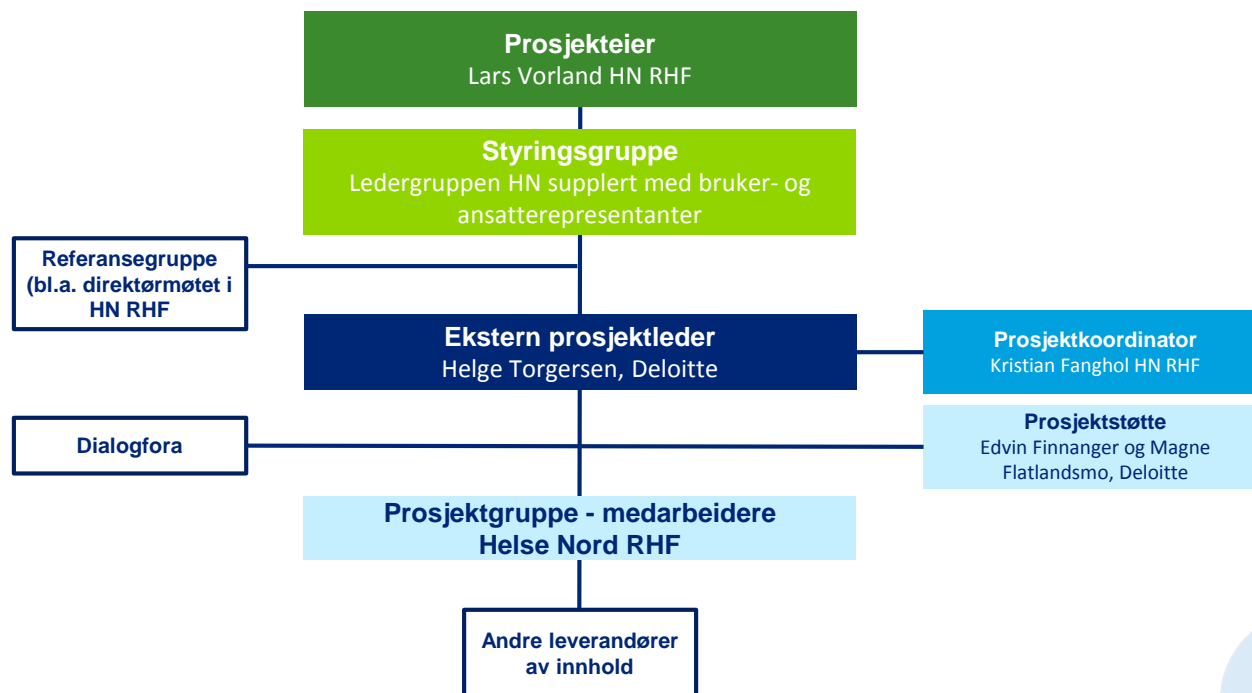 Prosjekteier
Lars Vorland HN RHF
Styringsgruppe
Ledergruppen HN supplert med bruker- og
ansatterepresentanter
Referansegruppe
(bl.a. direktørmøtet i
HN RHF
Ekstern prosjektleder
Helge Torgersen, Deloitte
Prosjektkoordinator
Kristian Fanghol HN RHF
Dialogfora
Prosjektstøtte
Edvin Finnanger og Magne
Flatlandsmo, Deloitte
Prosjektgruppe - medarbeidere
Helse Nord RHF
Andre leverandører
av innhold